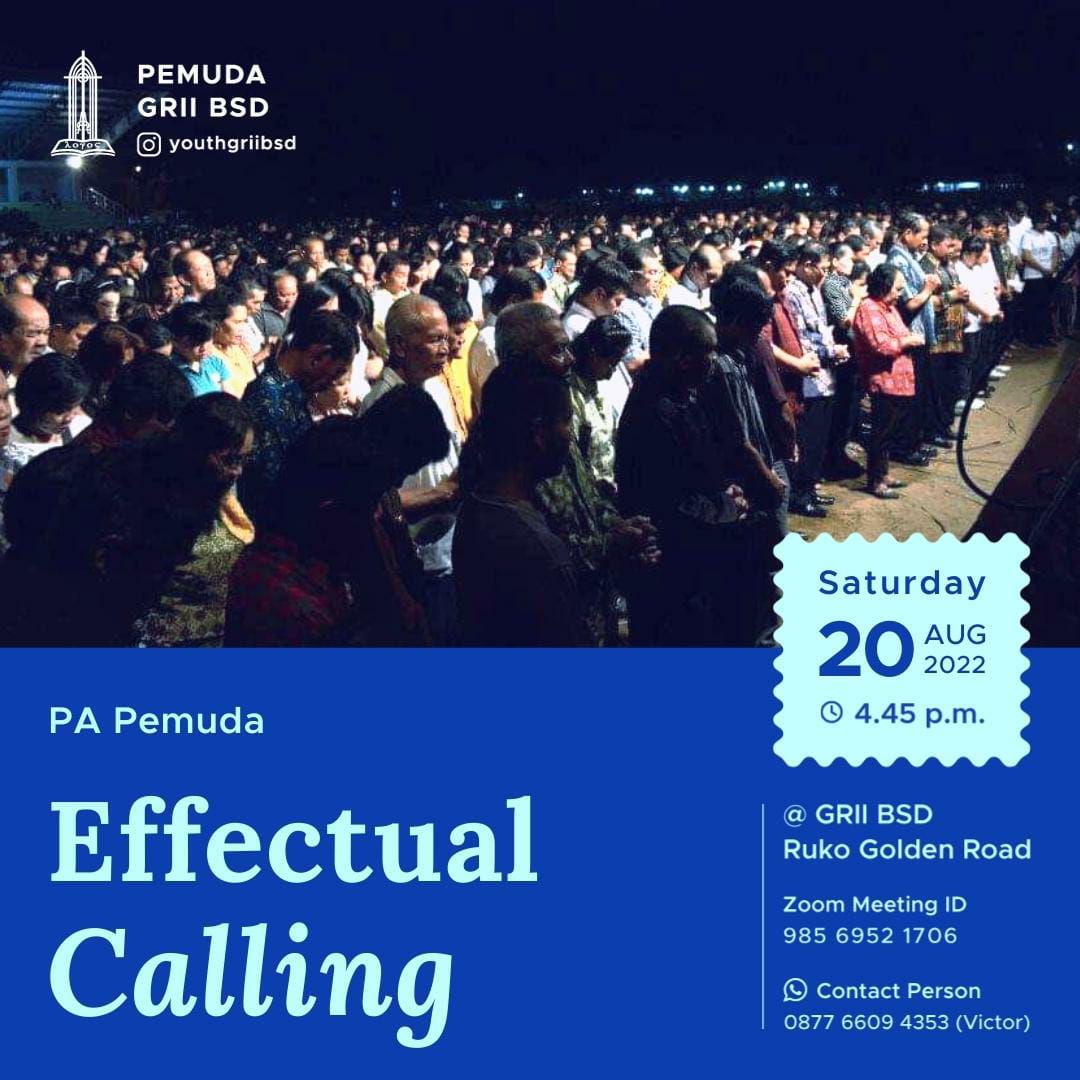 PEMUDA
GRII BSD
youthgriibsd
λογος
Saturday
20 AUG
2022
4.45 p.m.
PA Pemuda
Effectual
Calling
@ GRII BSD
Ruko Golden Road
Zoom Meeting ID
985 6952 1706
Contact Person
0877 6609 4353 (Victor)